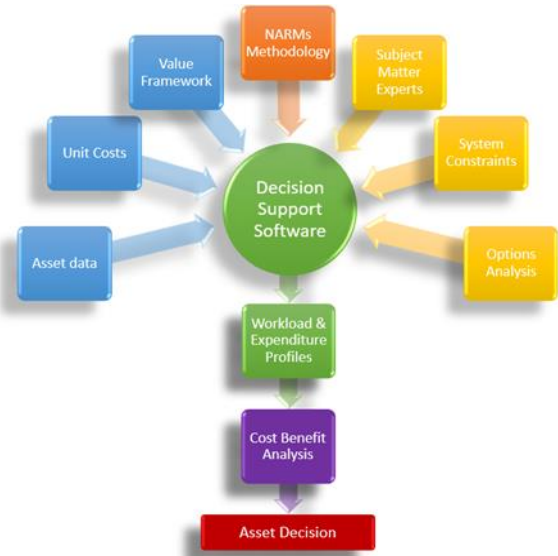 NARMs
Methodology
Value
Framework
Subject
Matter
Experts
Unit Costs
System
Constraints
Decision
Support
Software
Asset data
Options
Analysis
Workload &
Expenditure
Profiles
Cost Benefit
Analysis
Asset Decision